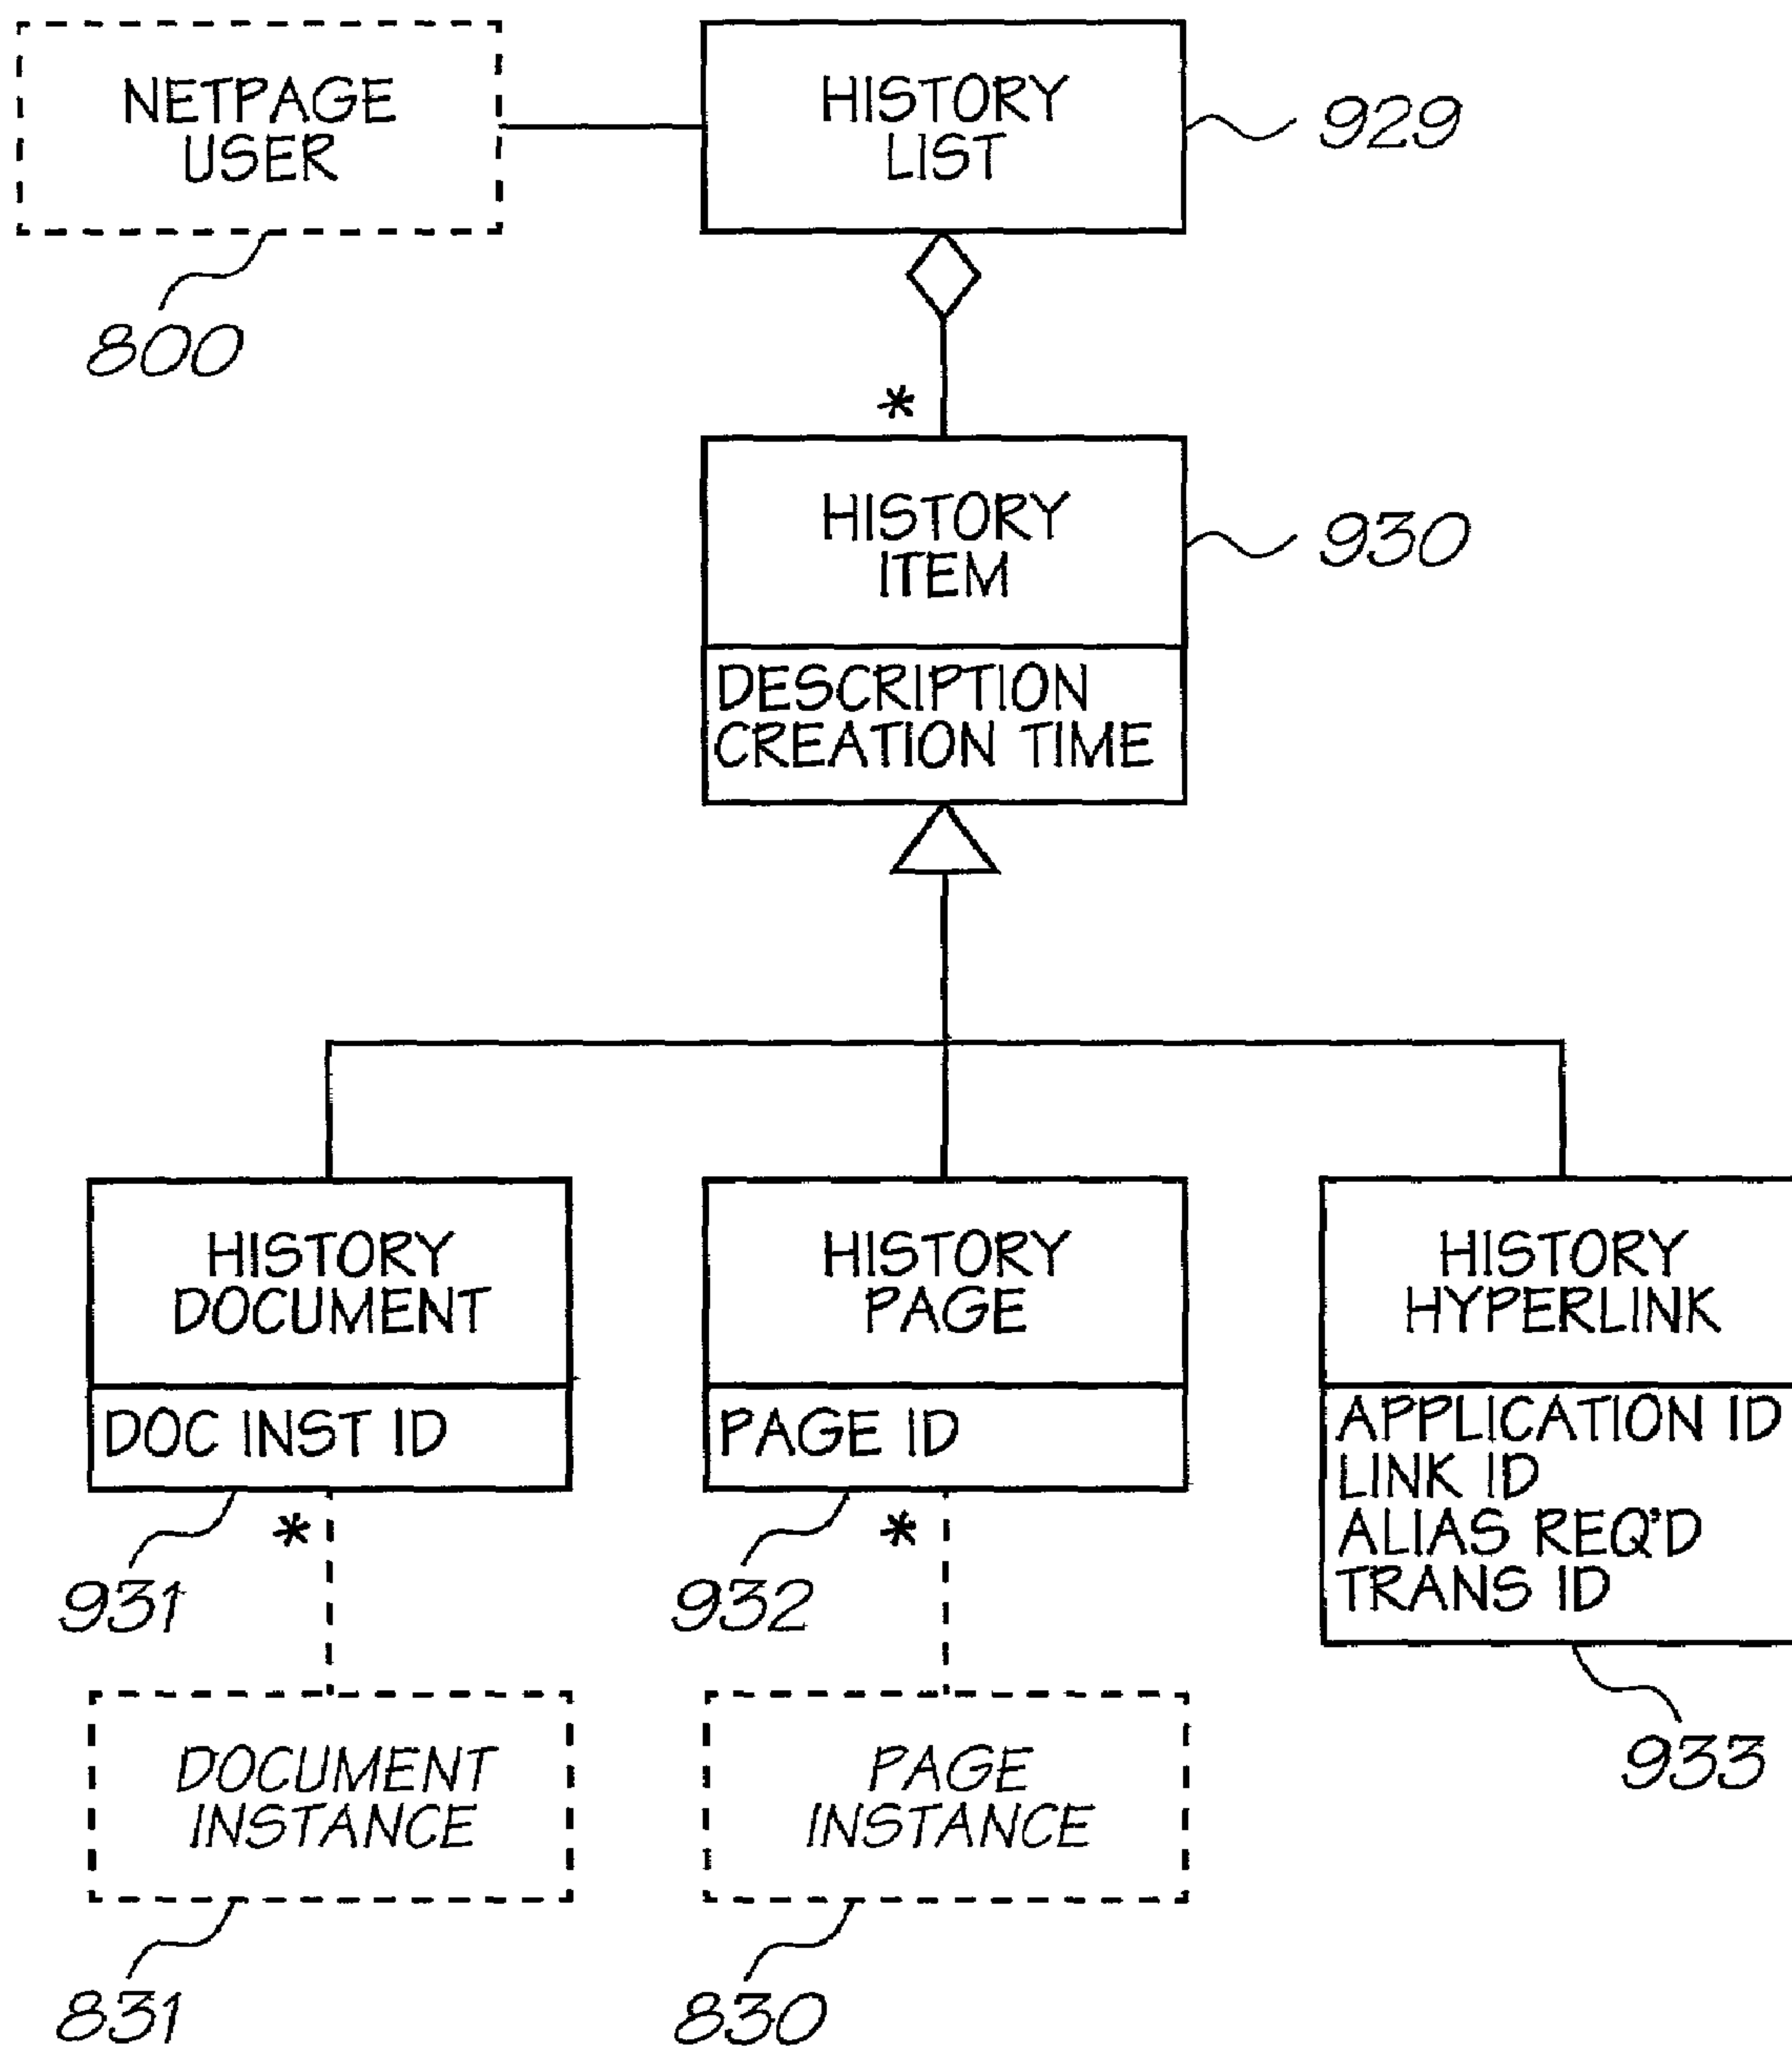 NETPAGE
USER
HISTORY
LIST
929
800
*
HISTORY
ITEM
930
DESCRIPTION
CREATION TIME
HISTORY
DOCUMENT
HISTORY
PAGE
HISTORY
HYPERLINK
DOC INST ID
PAGE ID
APPLICATION ID
LINK ID
ALIAS REQ'D
TRANS ID
*
*
931
932
933
DOCUMENT
INSTANCE
PAGE
INSTANCE
831
830